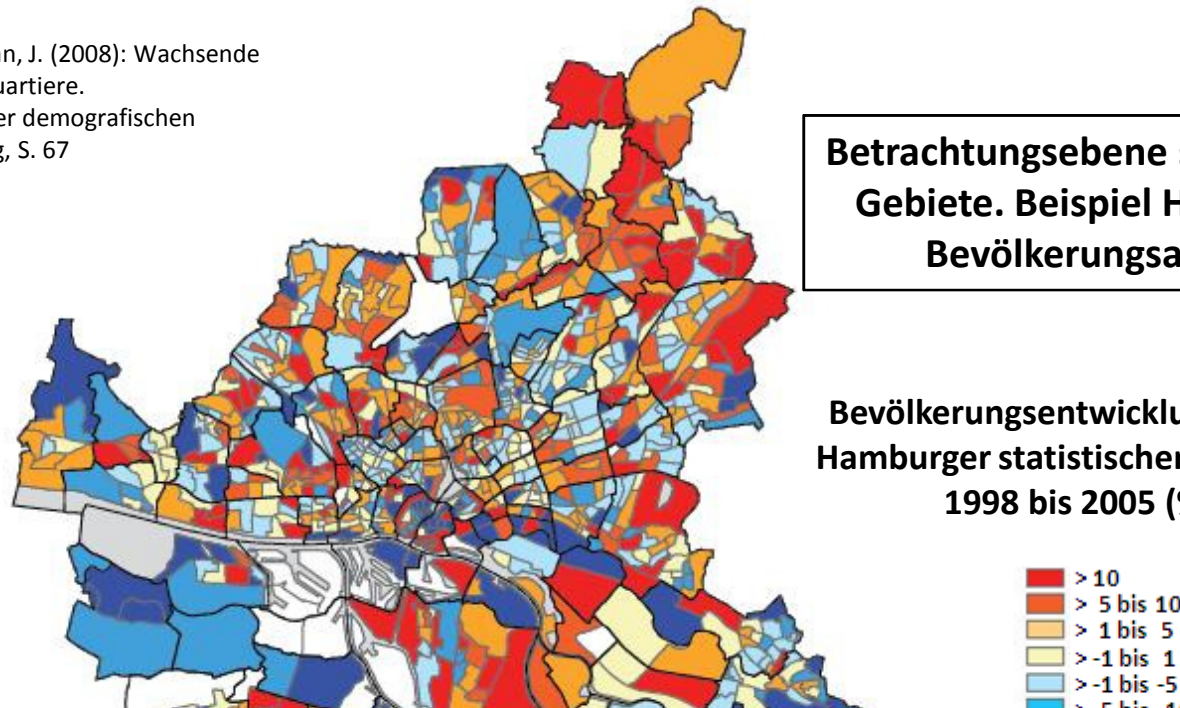 an, J. (2008): Wachsende
uartiere.
er demografischen
g, S. 67
Betrachtungsebene
Gebiete. Beispiel H
Bevölkerungsa
Bevölkerungsentwicklu
Hamburger statistischer
1998 bis 2005 (
> 10
> 5 bis 10
> 1 bis 5
> -1 bis 1
> -1 bis -5